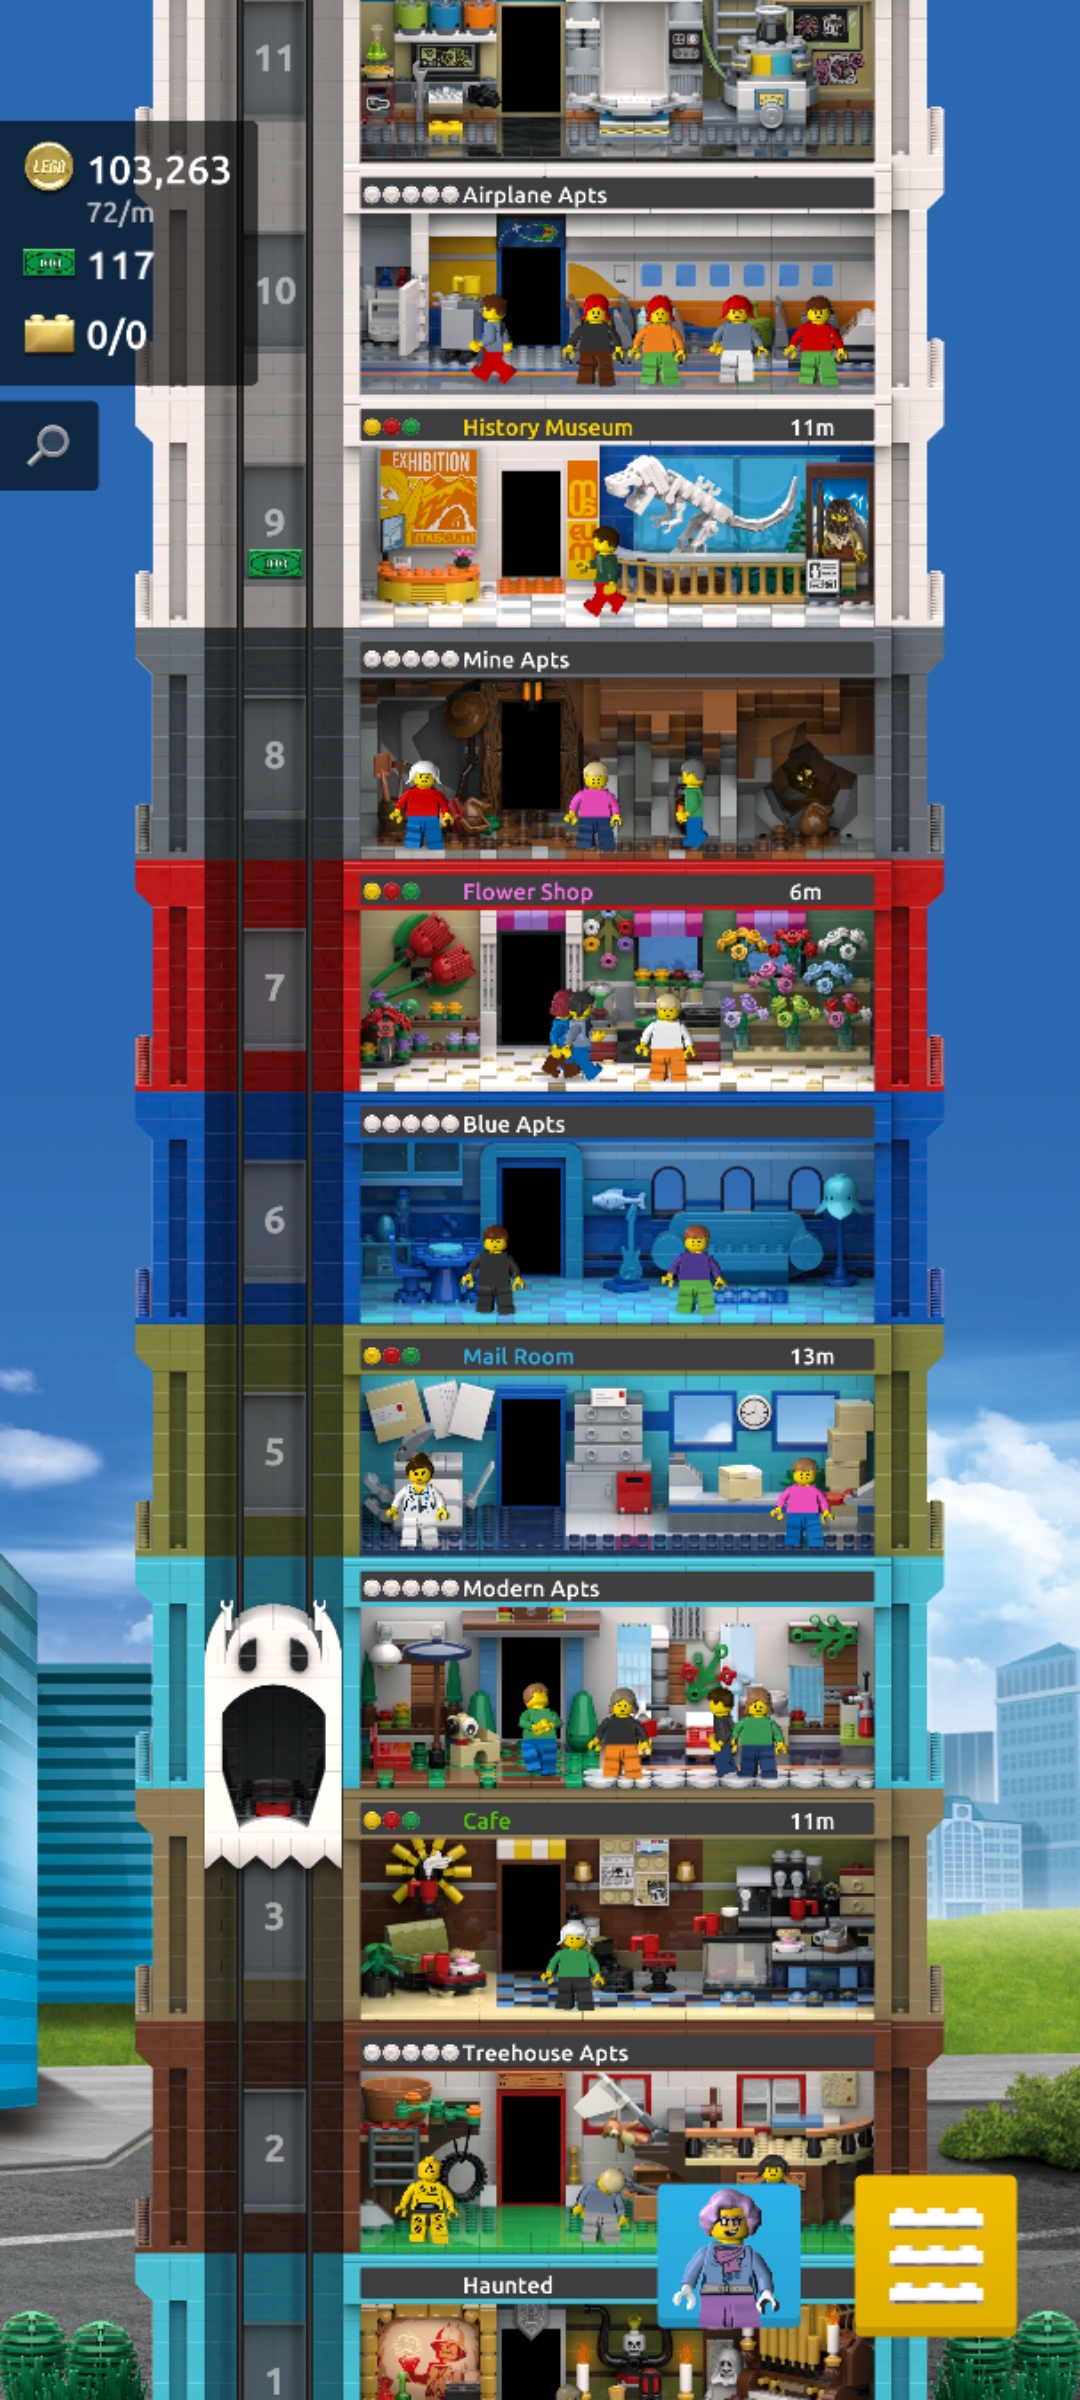 11
LEGO 103,263
72/m
117
0/0
Airplane Apts
10
History Museum 11m
EXHIBITION
museum
museum
9
Mine Apts
8
Flower Shop 6m
7
Blue Apts
6
Mail Room 13m
5
Modern Apts
Cafe 11m
3
Treehouse Apts
2
Haunted
1